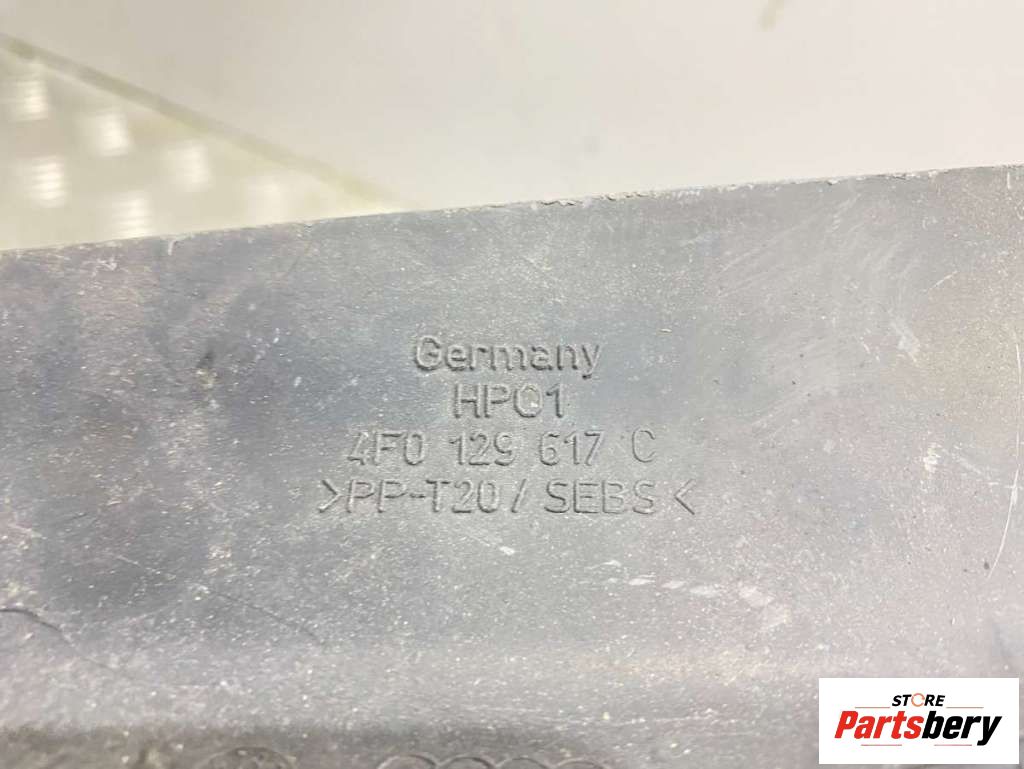 Germany
HP01
4F0 129 617 C
>PP-T20/SEBS<
STORE
Partsbery